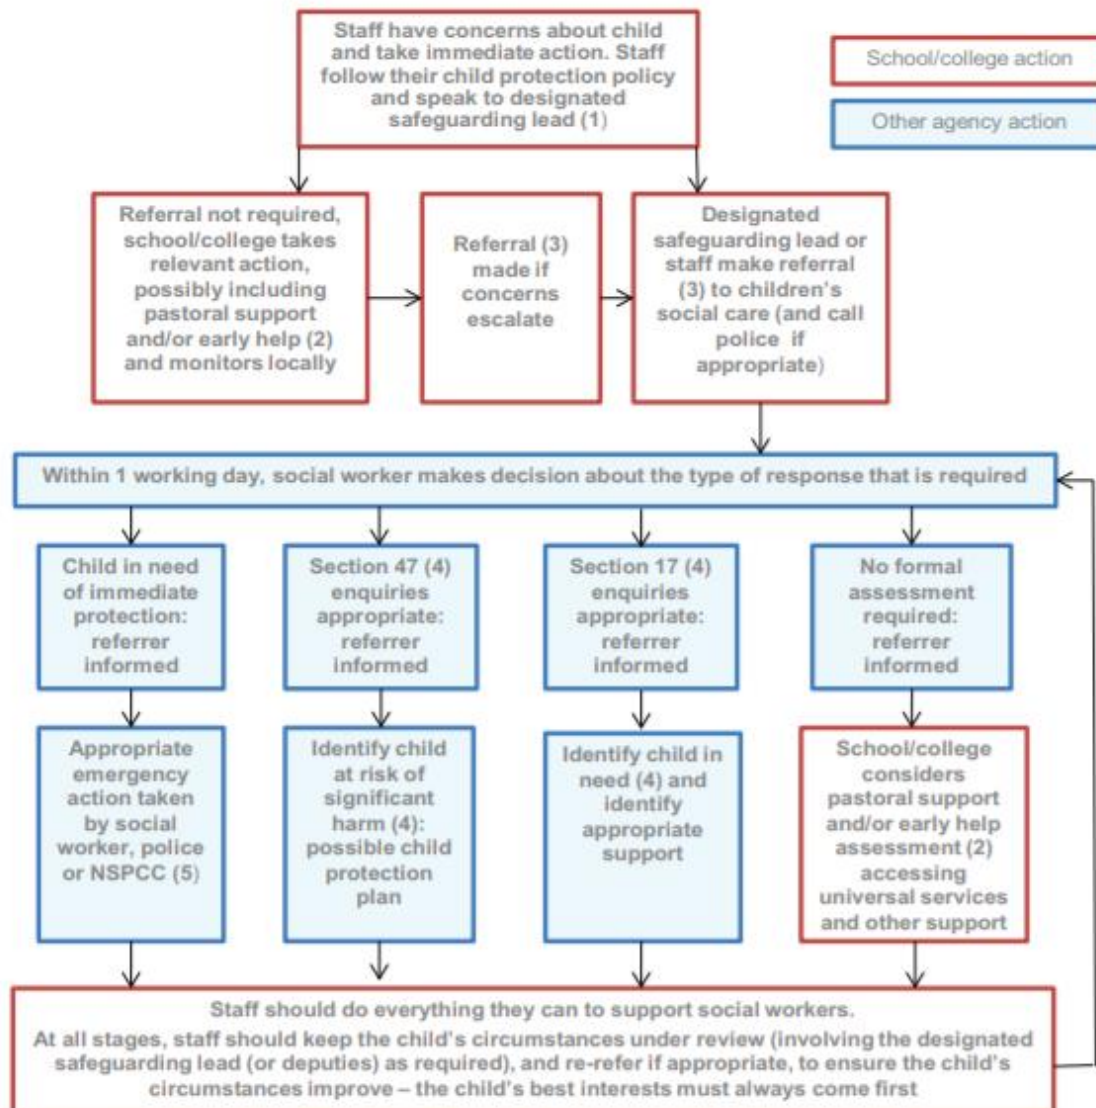 Staff have concerns about child
and take immediate action. Staff
follow their child protection policy
and speak to designated
safeguarding lead (1)
School/college action
Other agency action
Referral not required,
school/college takes
relevant action,
possibly including
pastoral support
and/or early help (2)
and monitors locally
Referral (3)
made if
concerns
escalate
Designated
safeguarding lead or
staff make referral
(3) to children's
social care (and call
police if
appropriate)
Within 1 working day, social worker makes decision about the type of response that is required
Child in need
of immediate
protection:
referrer
informed
Section 47 (4)
enquiries
appropriate:
referrer
informed
Section 17 (4)
enquiries
appropriate:
referrer
informed
No formal
assessment
required:
referrer
informed
Appropriate
emergency
action taken
by social
worker, police
or NSPCC (5)
Identify child
at risk of
significant
harm (4):
possible child
protection
plan
Identify child in
need (4) and
identify
appropriate
support
School/college
considers
pastoral support
and/or early help
assessment (2)
accessing
universal services
and other support
Staff should do everything they can to support social workers.
At all stages, staff should keep the child's circumstances under review (involving the designated
safeguarding lead (or deputies) as required), and re-refer if appropriate, to ensure the child's
circumstances improve – the child's best interests must always come first